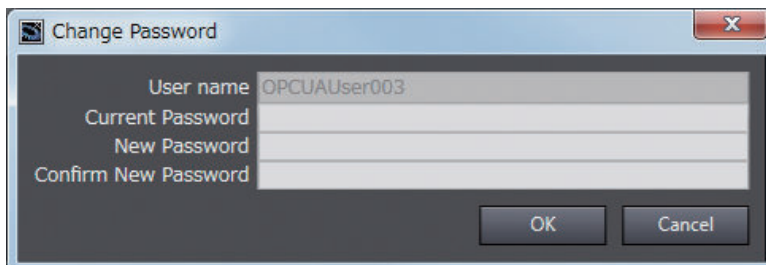 Change Password
User name OPCUAUser003
Current Password
New Password
Confirm New Password
OK Cancel